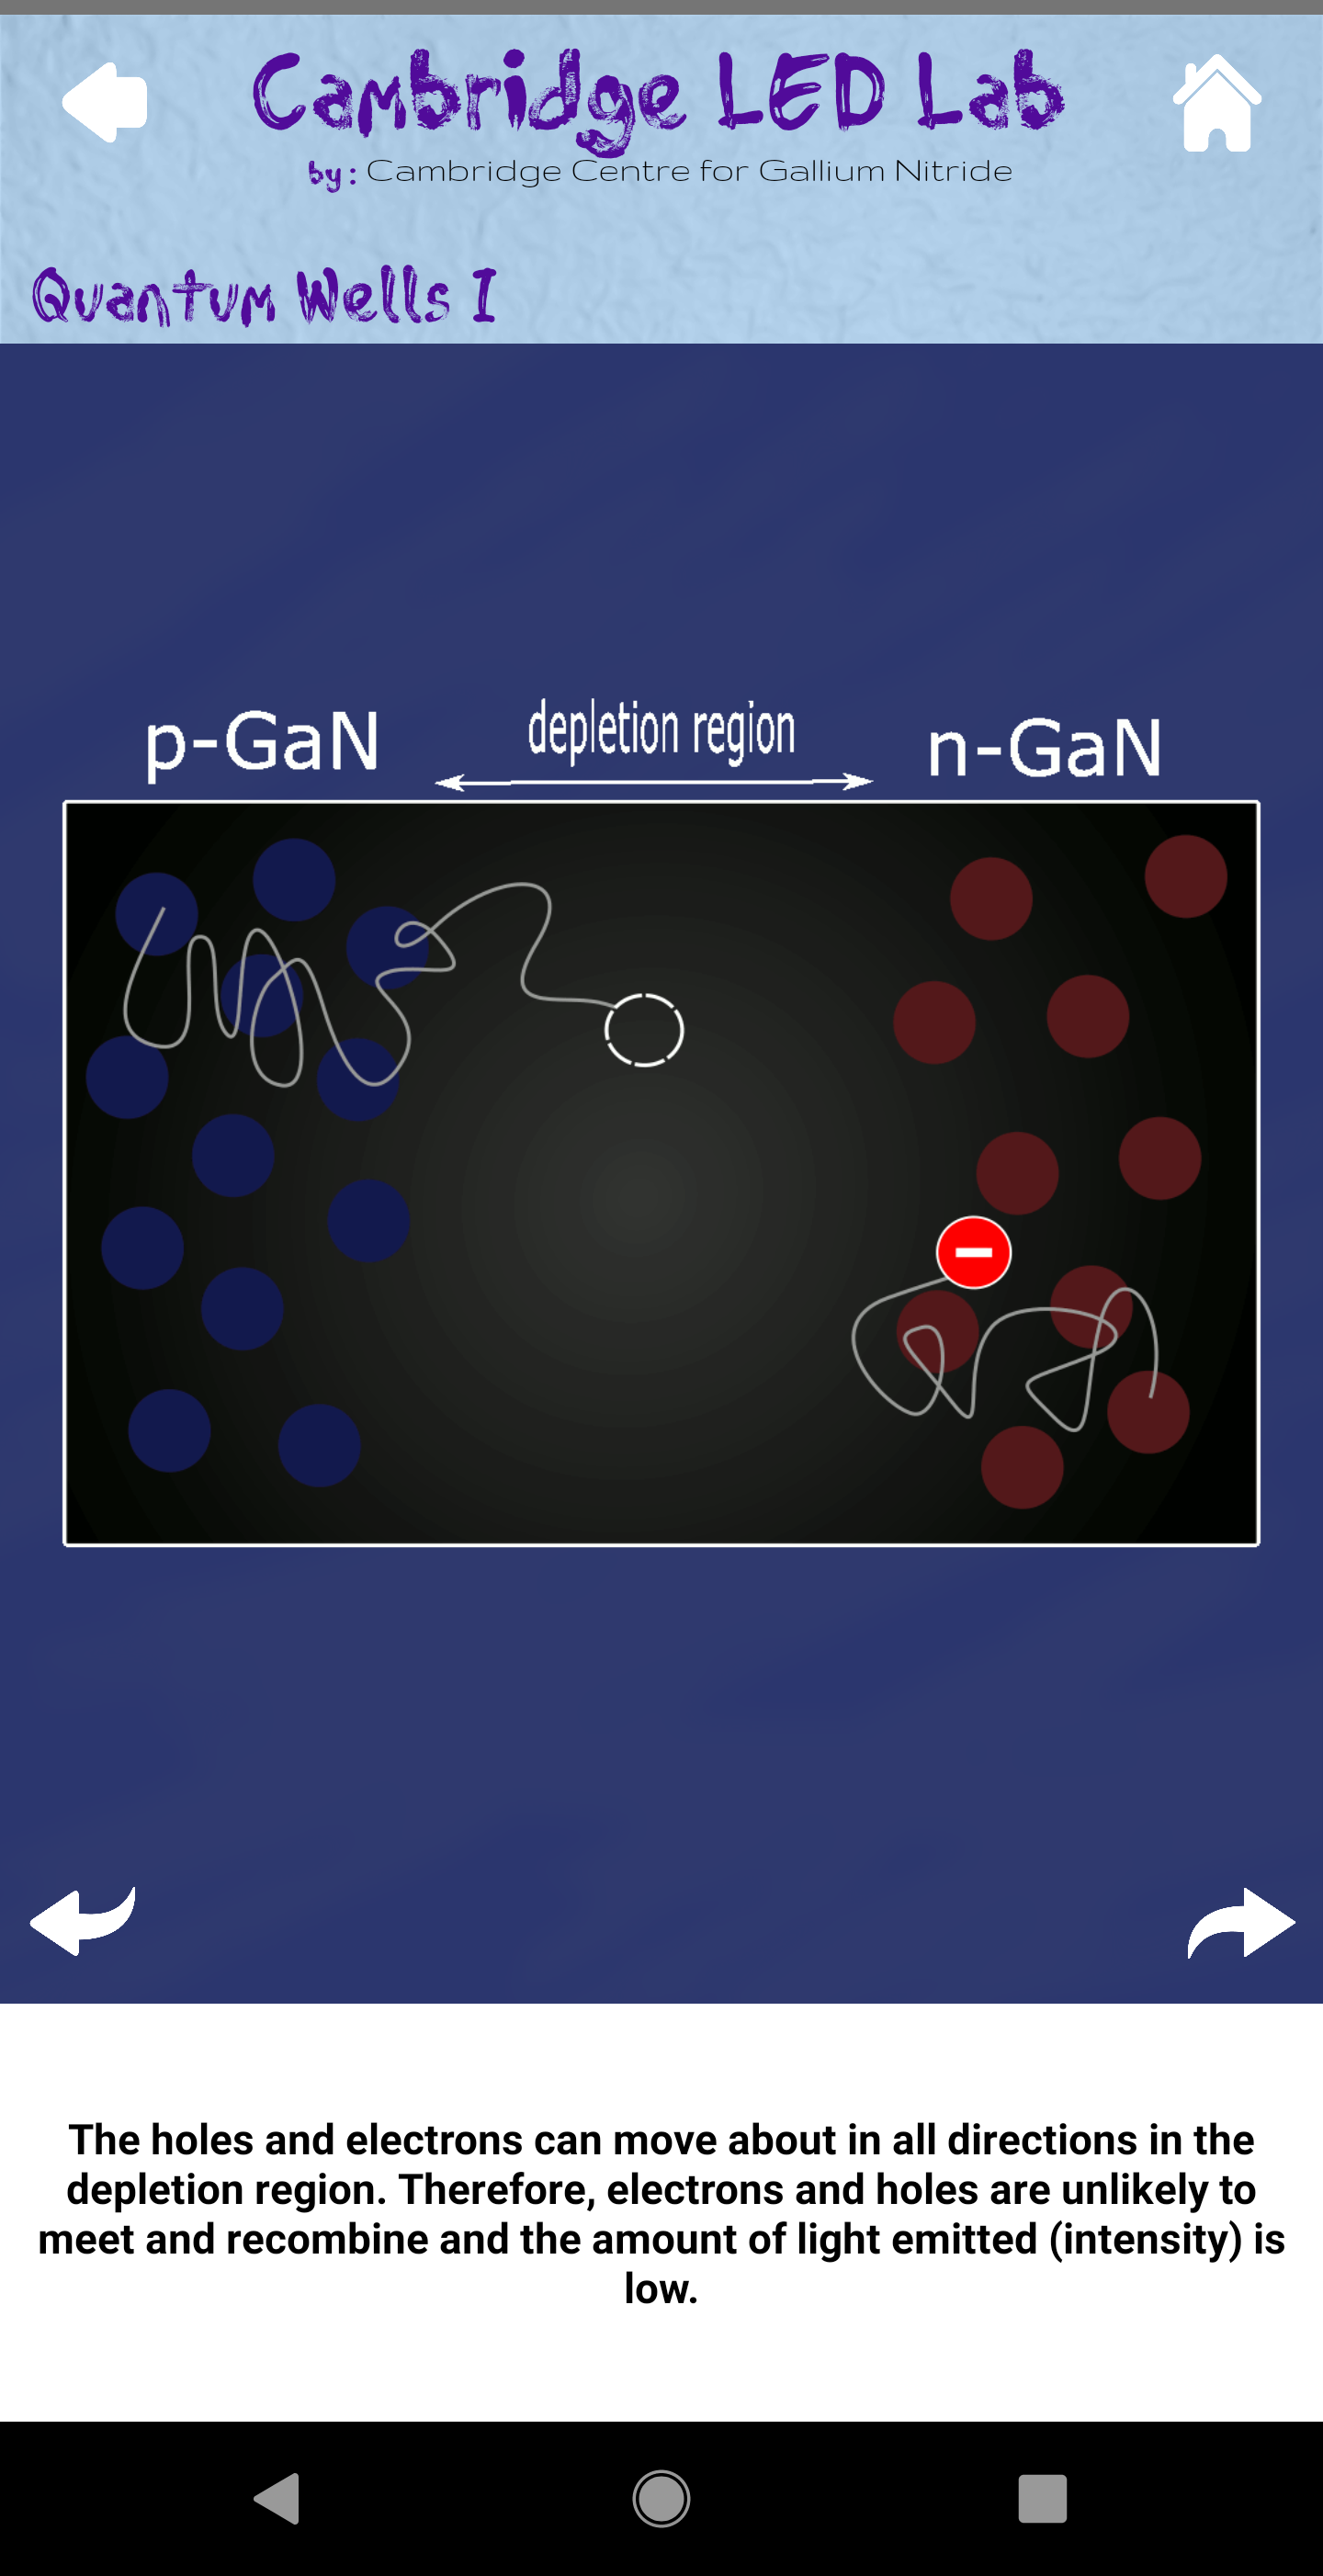 Cambridge LED Lab
by: Cambridge Centre for Gallium Nitride
Quantum Wells I
p-GaN
depletion region
n-GaN
The holes and electrons can move about in all directions in the
depletion region. Therefore, electrons and holes are unlikely to
meet and recombine and the amount of light emitted (intensity) is
low.